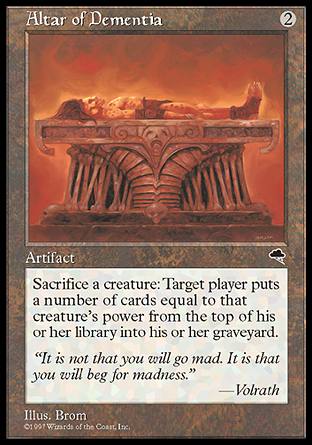 Altar of Dementia 2
Artifact
Sacrifice a creature: Target player puts
a number of cards equal to that
creature's power from the top of his
or her library into his or her graveyard.
"It is not that you will go mad. It is that
you will beg for madness."
—Volrath
Illus. Brom
©1997 Wizards of the Coast, Inc.